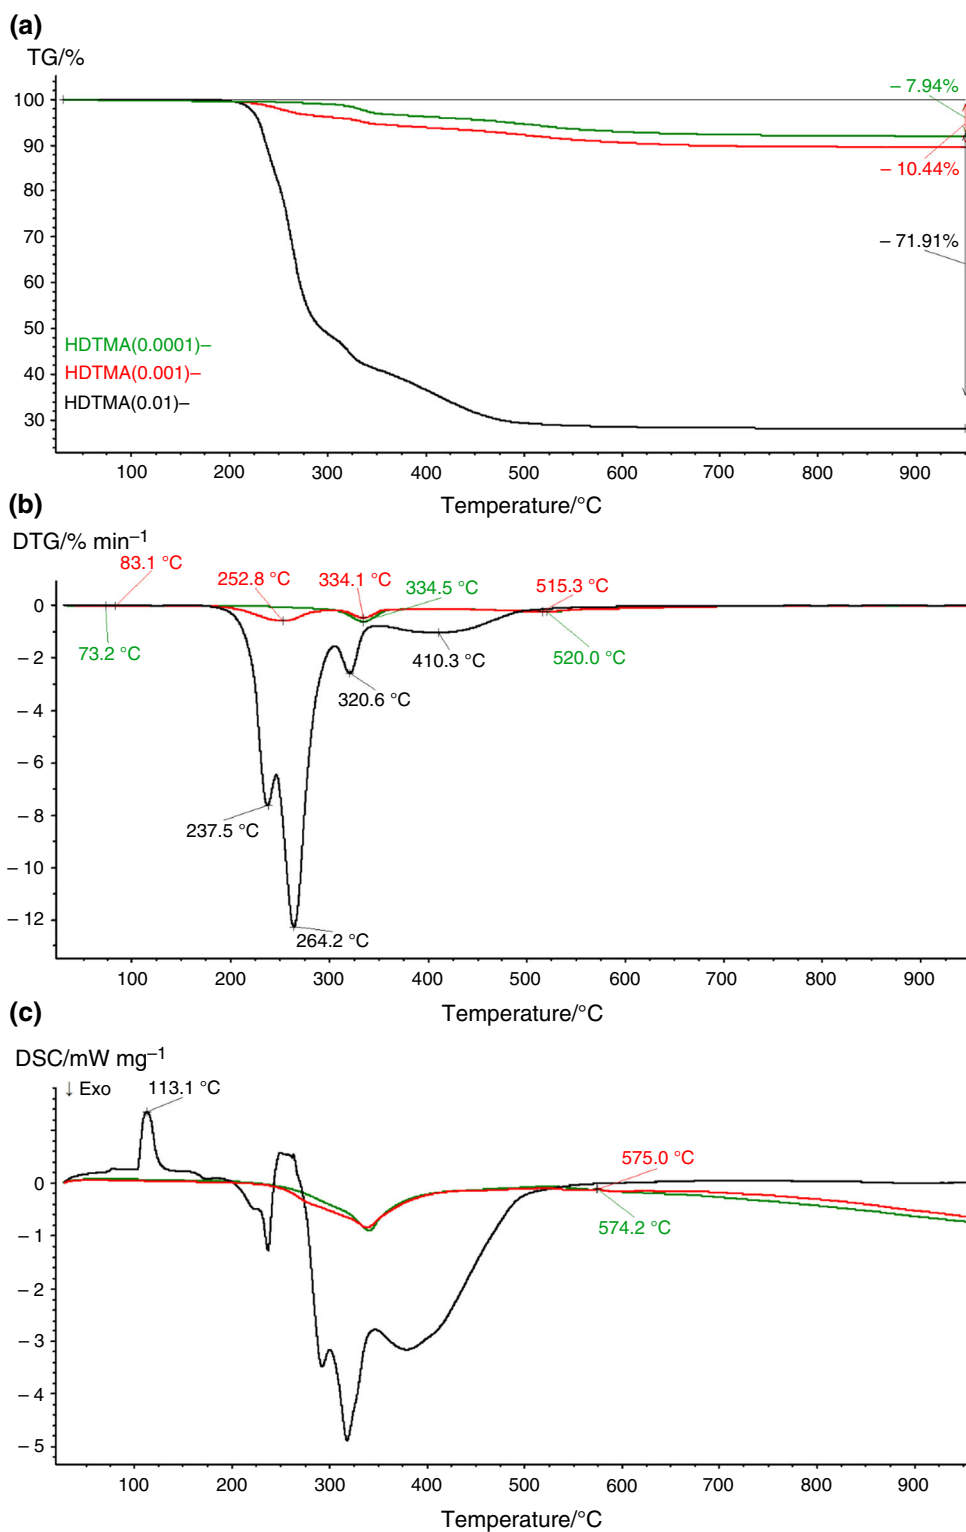 (a)
TG/%
100
90
80
70
60
50
40
30
– 7.94%
– 10.44%
– 71.91%
HDTMA(0.0001)–
HDTMA(0.001)–
HDTMA(0.01)–
100 200 300 400 500 600 700 800 900
Temperature/°C
(b)
DTG/% min–1
83.1 °C
252.8 °C
334.1 °C
334.5 °C
515.3 °C
0
73.2 °C
410.3 °C
520.0 °C
– 2
320.6 °C
– 4
– 6
– 8
237.5 °C
– 10
– 12
264.2 °C
100 200 300 400 500 600 700 800 900
Temperature/°C
(c)
DSC/mW mg–1
↓ Exo
113.1 °C
575.0 °C
0
574.2 °C
– 1
– 2
– 3
– 4
– 5
100 200 300 400 500 600 700 800 900
Temperature/°C